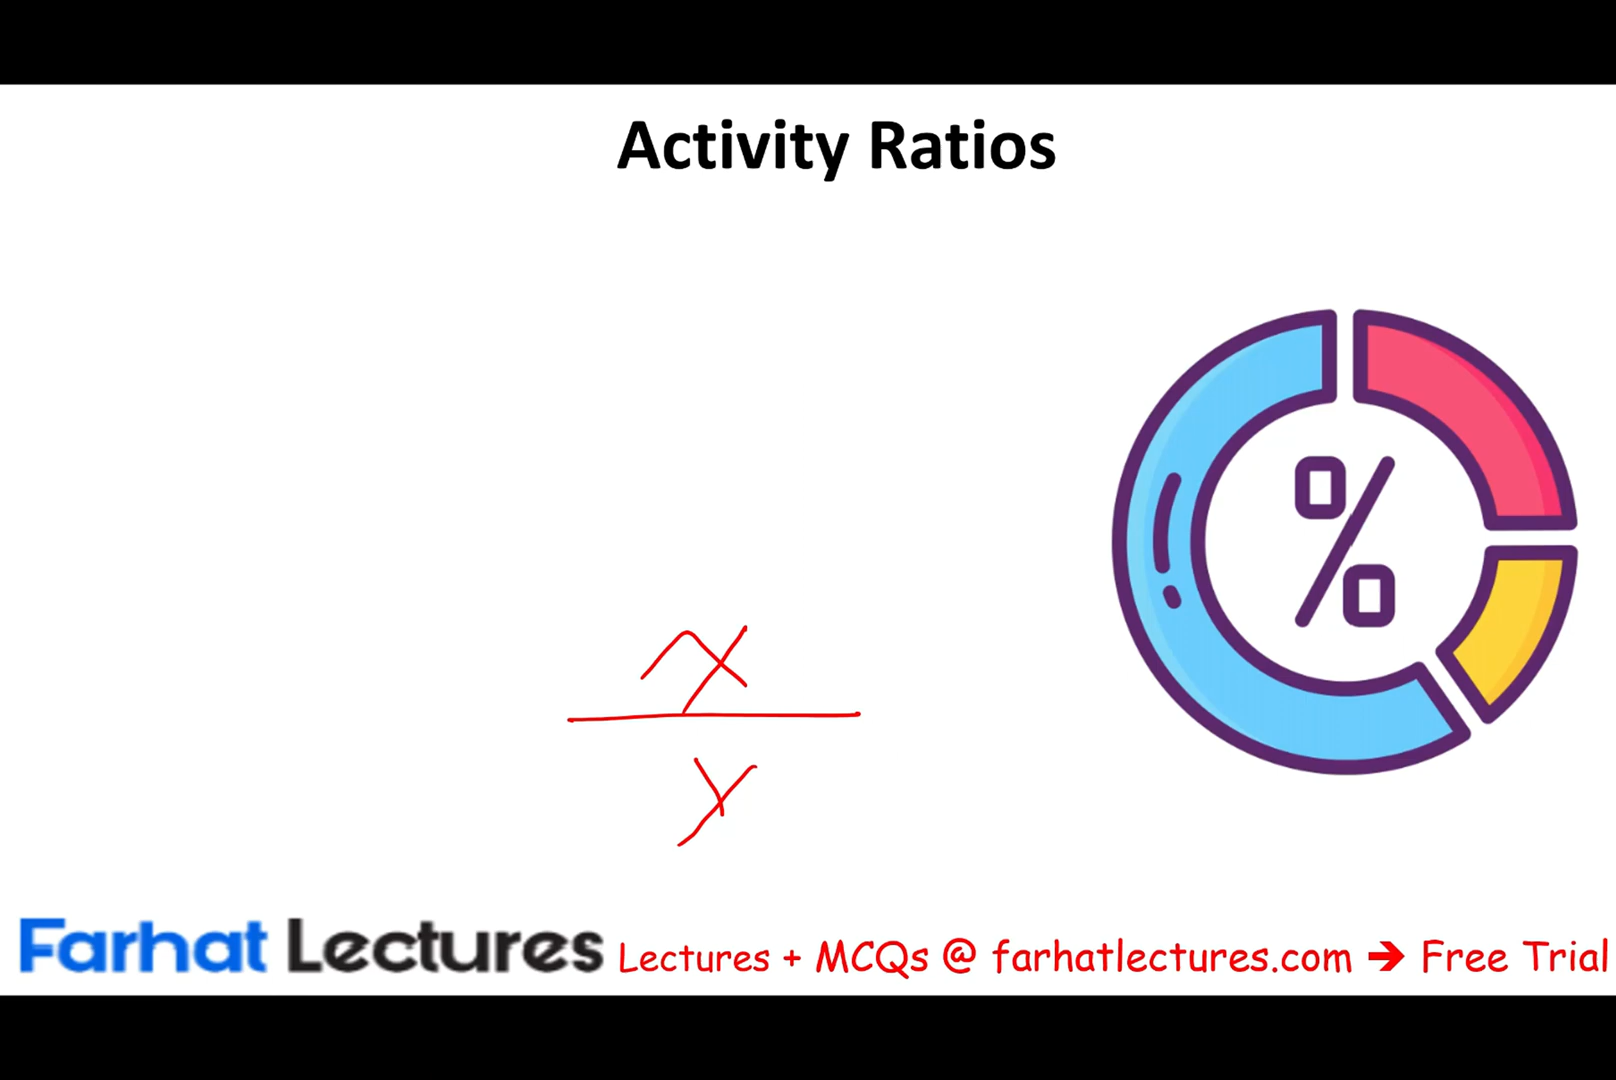 Activity Ratios
%
x
y
Farhat Lectures Lectures + MCQs @ farhatlectures.com → Free Trial